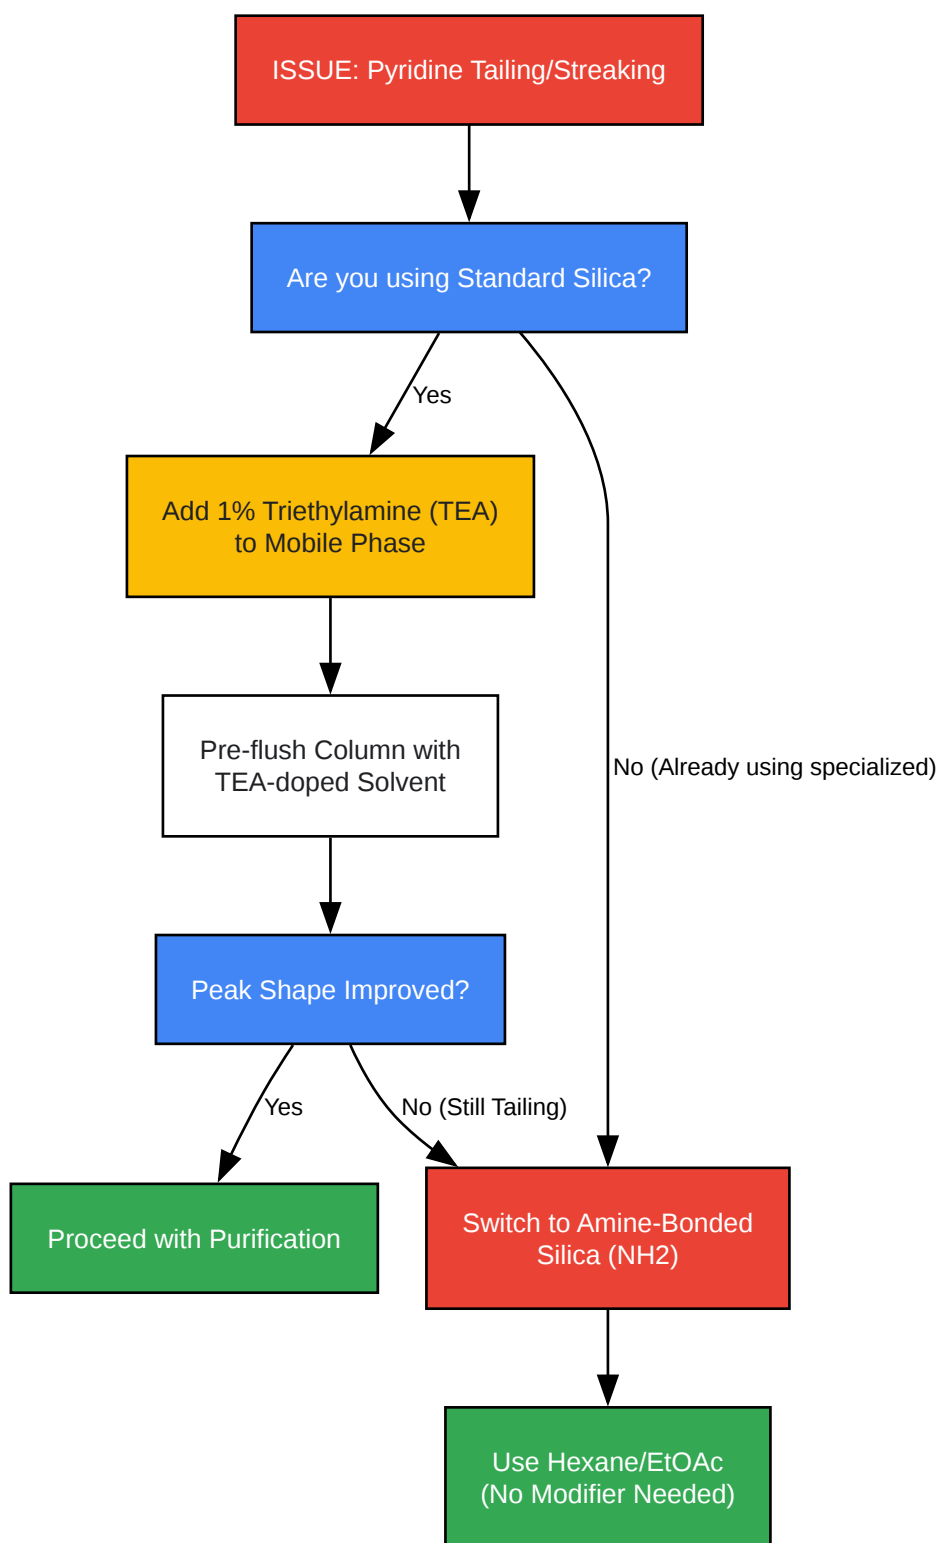 ISSUE: Pyridine Tailing/Streaking
Are you using Standard Silica?
Yes
Add 1% Triethylamine (TEA)
to Mobile Phase
Pre-flush Column with
TEA-doped Solvent
No (Already using specialized)
Peak Shape Improved?
Yes
No (Still Tailing)
Proceed with Purification
Switch to Amine-Bonded
Silica (NH2)
Use Hexane/EtOAc
(No Modifier Needed)